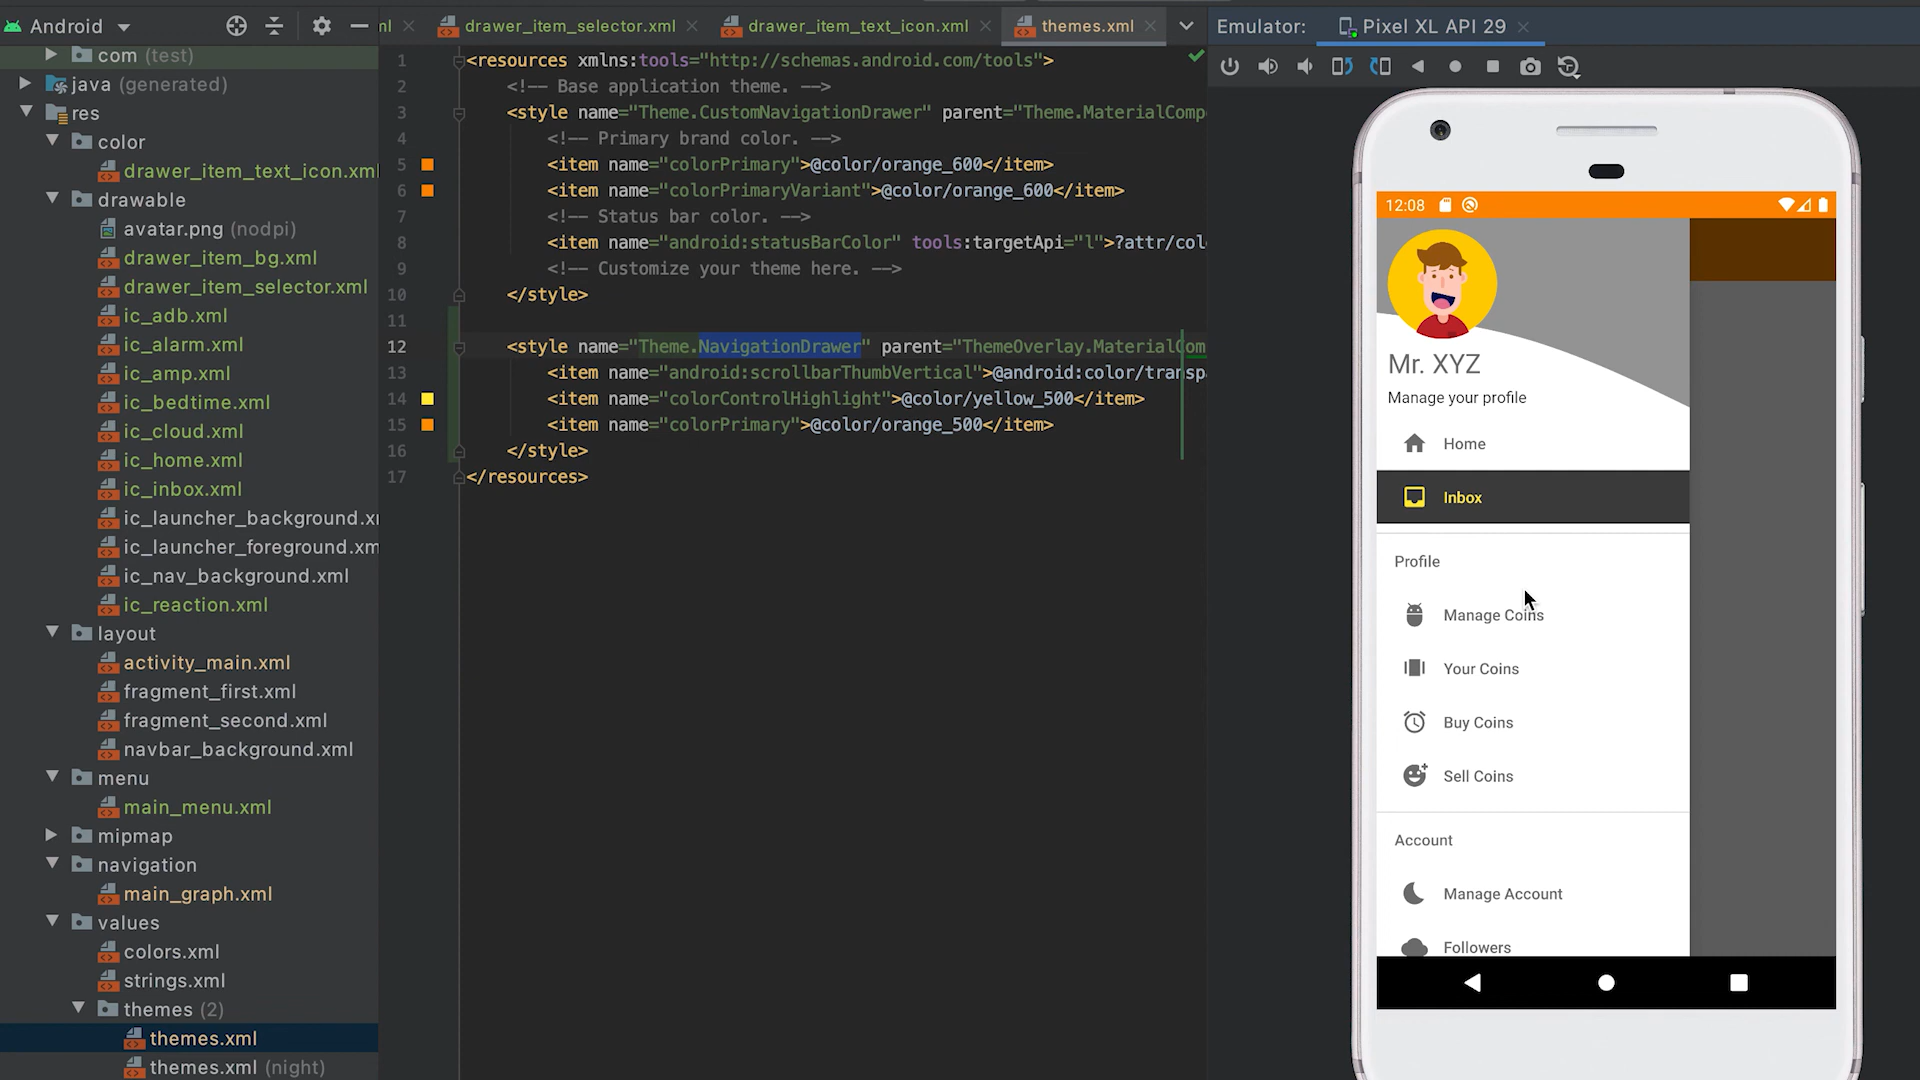 Android
com (test)
java (generated)
res
color
drawer_item_text_icon.xml
drawable
avatar.png (nodpi)
drawer_item_bg.xml
drawer_item_selector.xml
ic_adb.xml
ic_alarm.xml
ic_amp.xml
ic_bedtime.xml
ic_cloud.xml
ic_home.xml
ic_inbox.xml
ic_launcher_background.x
ic_launcher_foreground.xm
ic_nav_background.xml
ic_reaction.xml
layout
activity_main.xml
fragment_first.xml
fragment_second.xml
navbar_background.xml
menu
main_menu.xml
mipmap
navigation
main_graph.xml
values
colors.xml
strings.xml
themes (2)
themes.xml
themes.xml (night)
ml drawer_item_selector.xml drawer_item_text_icon.xml themes.xml
1 <resources xmlns:tools="http://schemas.android.com/tools">
2 <!-- Base application theme. -->
3 <style name="Theme.CustomNavigationDrawer" parent="Theme.MaterialComp
4 <!-- Primary brand color. -->
5 <item name="colorPrimary">@color/orange_600</item>
6 <item name="colorPrimaryVariant">@color/orange_600</item>
7 <!-- Status bar color. -->
8 <item name="android:statusBarColor" tools:targetApi="l">?attr/col
9 <!-- Customize your theme here. -->
10 </style>
11
12 <style name="Theme.NavigationDrawer" parent="ThemeOverlay.MaterialCom
13 <item name="android:scrollbarThumbVertical">@android:color/transp
14 <item name="colorControlHighlight">@color/yellow_500</item>
15 <item name="colorPrimary">@color/orange_500</item>
16 </style>
17 </resources>
Emulator: Pixel XL API 29
12:08
Mr. XYZ
Manage your profile
Home
Inbox
Profile
Manage Coins
Your Coins
Buy Coins
Sell Coins
Account
Manage Account
Followers